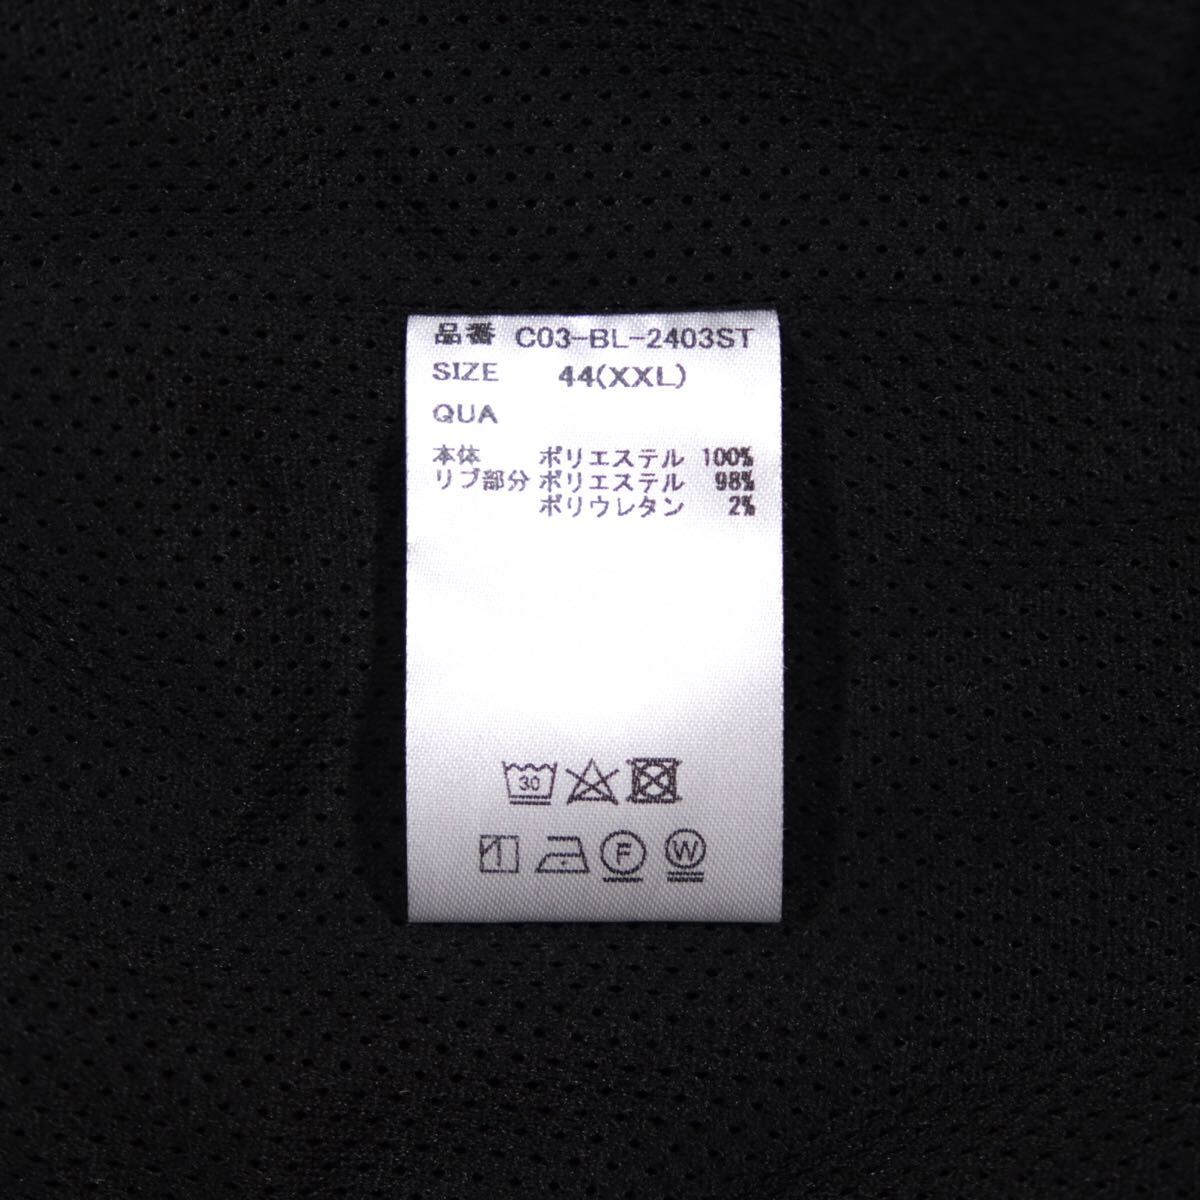 品番 C03-BL-2403ST
SIZE 44(XXL)
QUA
本体 ポリエステル 100%
リブ部分 ポリエステル 98%
ポリウレタン 2%
30
F W